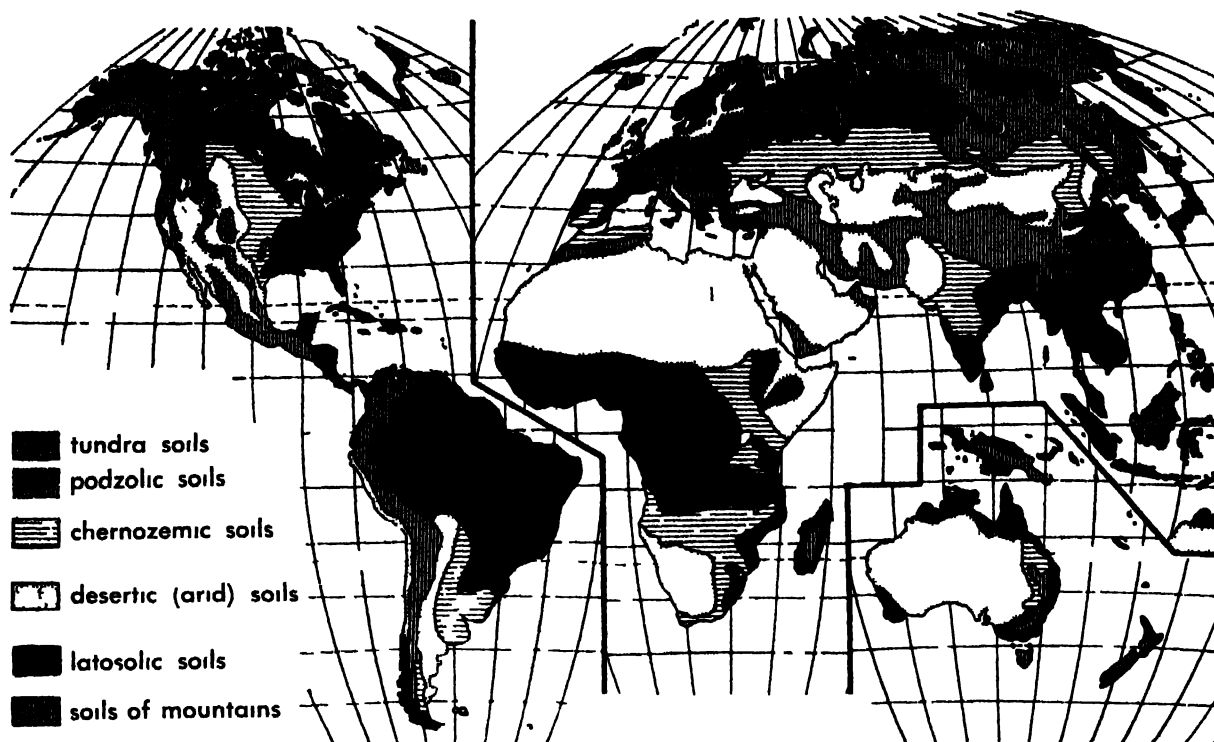 tundra soils
podzolic soils
chernozemic soils
desertic (arid) soils
latosolic soils
soils of mountains